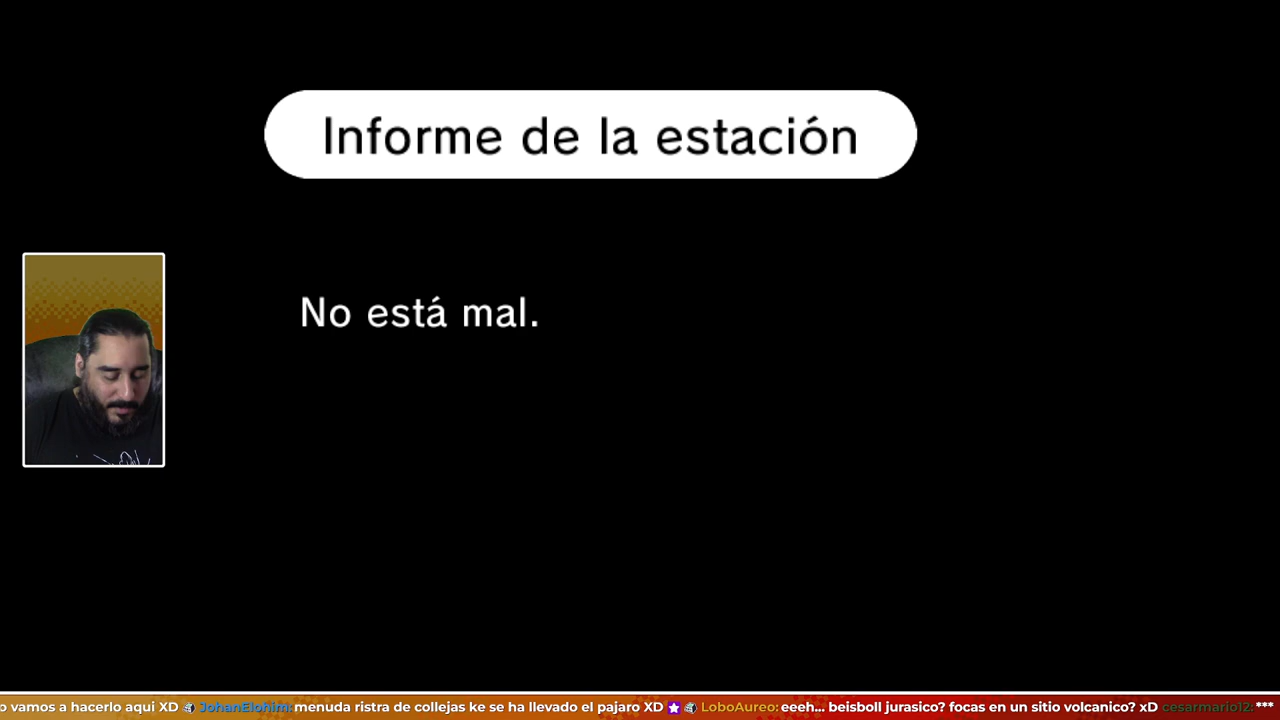 Informe de la estación
No está mal.
o vamos a hacerlo aqui XD JohanElohim: menuda ristra de collejas ke se ha llevado el pajaro XD LoboAureo: eeeh... beisboll jurasico? focas en un sitio volcanico? xD cesarmario12: ***